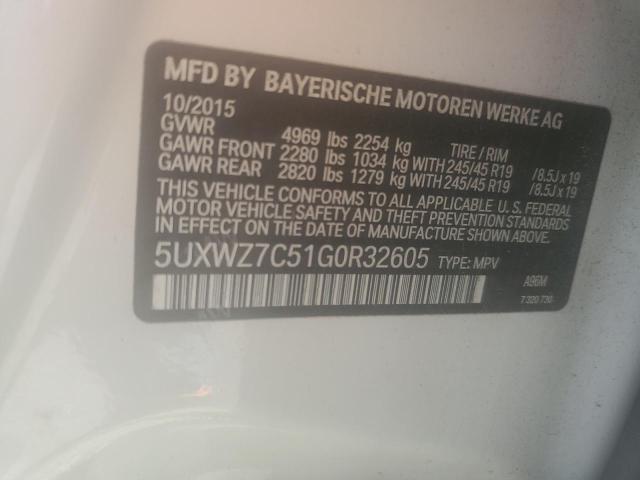 MFD BY BAYERISCHE MOTOREN WERKE AG
10/2015
GVWR 4969 lbs 2254 kg TIRE / RIM
GAWR FRONT 2280 lbs 1034 kg WITH 245/45 R19 / 8.5J x 19
GAWR REAR 2820 lbs 1279 kg WITH 245/45 R19 / 8.5J x 19
THIS VEHICLE CONFORMS TO ALL APPLICABLE U.S. FEDERAL
MOTOR VEHICLE SAFETY AND THEFT PREVENTION STANDARDS
IN EFFECT ON THE DATE OF MANUFACTURE SHOWN ABOVE.
5UXWZ7C51G0R32605 TYPE: MPV
A96M
7 320 730